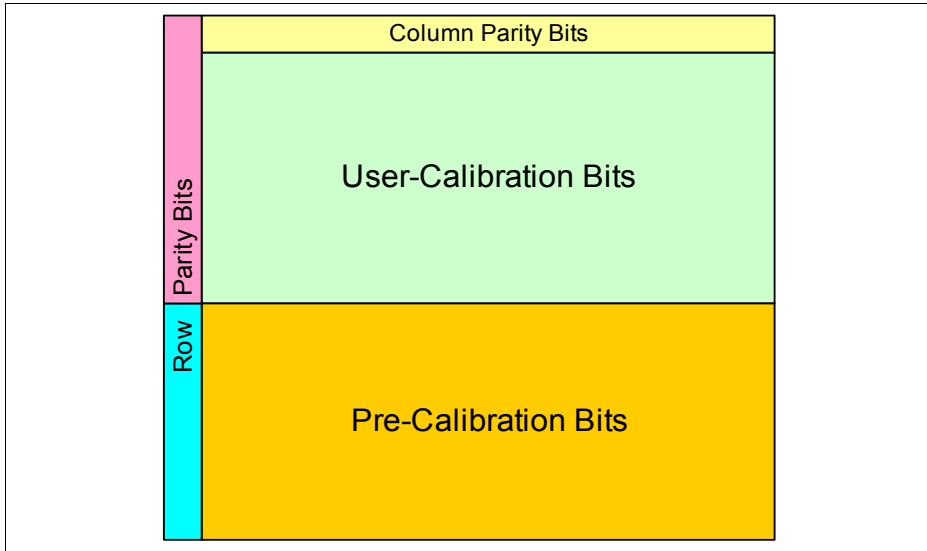 Column Parity Bits
User-Calibration Bits
Row Parity Bits
Pre-Calibration Bits